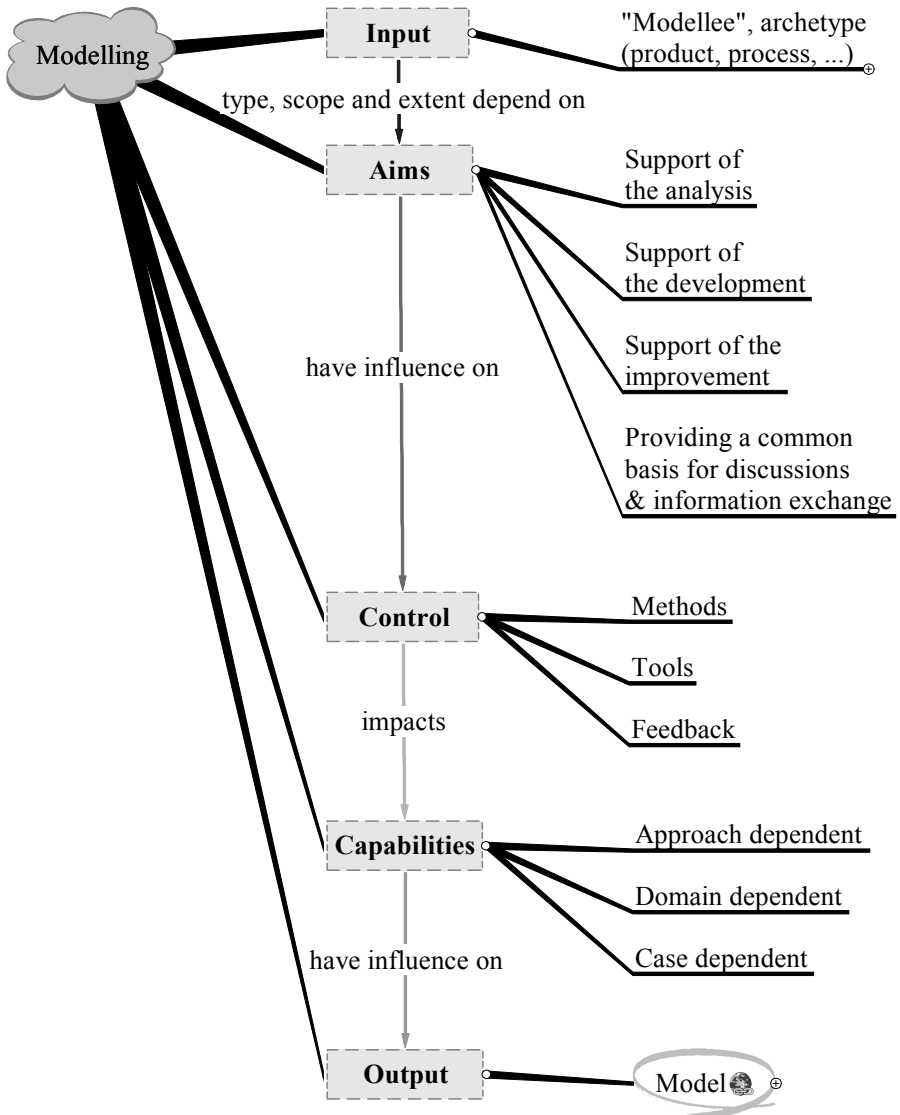 Modelling
Input
"Modellee", archetype
(product, process, ...)
type, scope and extent depend on
Aims
Support of
the analysis
Support of
the development
have influence on
Support of the
improvement
Providing a common
basis for discussions
& information exchange
Control
Methods
Tools
Feedback
impacts
Capabilities
Approach dependent
Domain dependent
Case dependent
have influence on
Output
Model